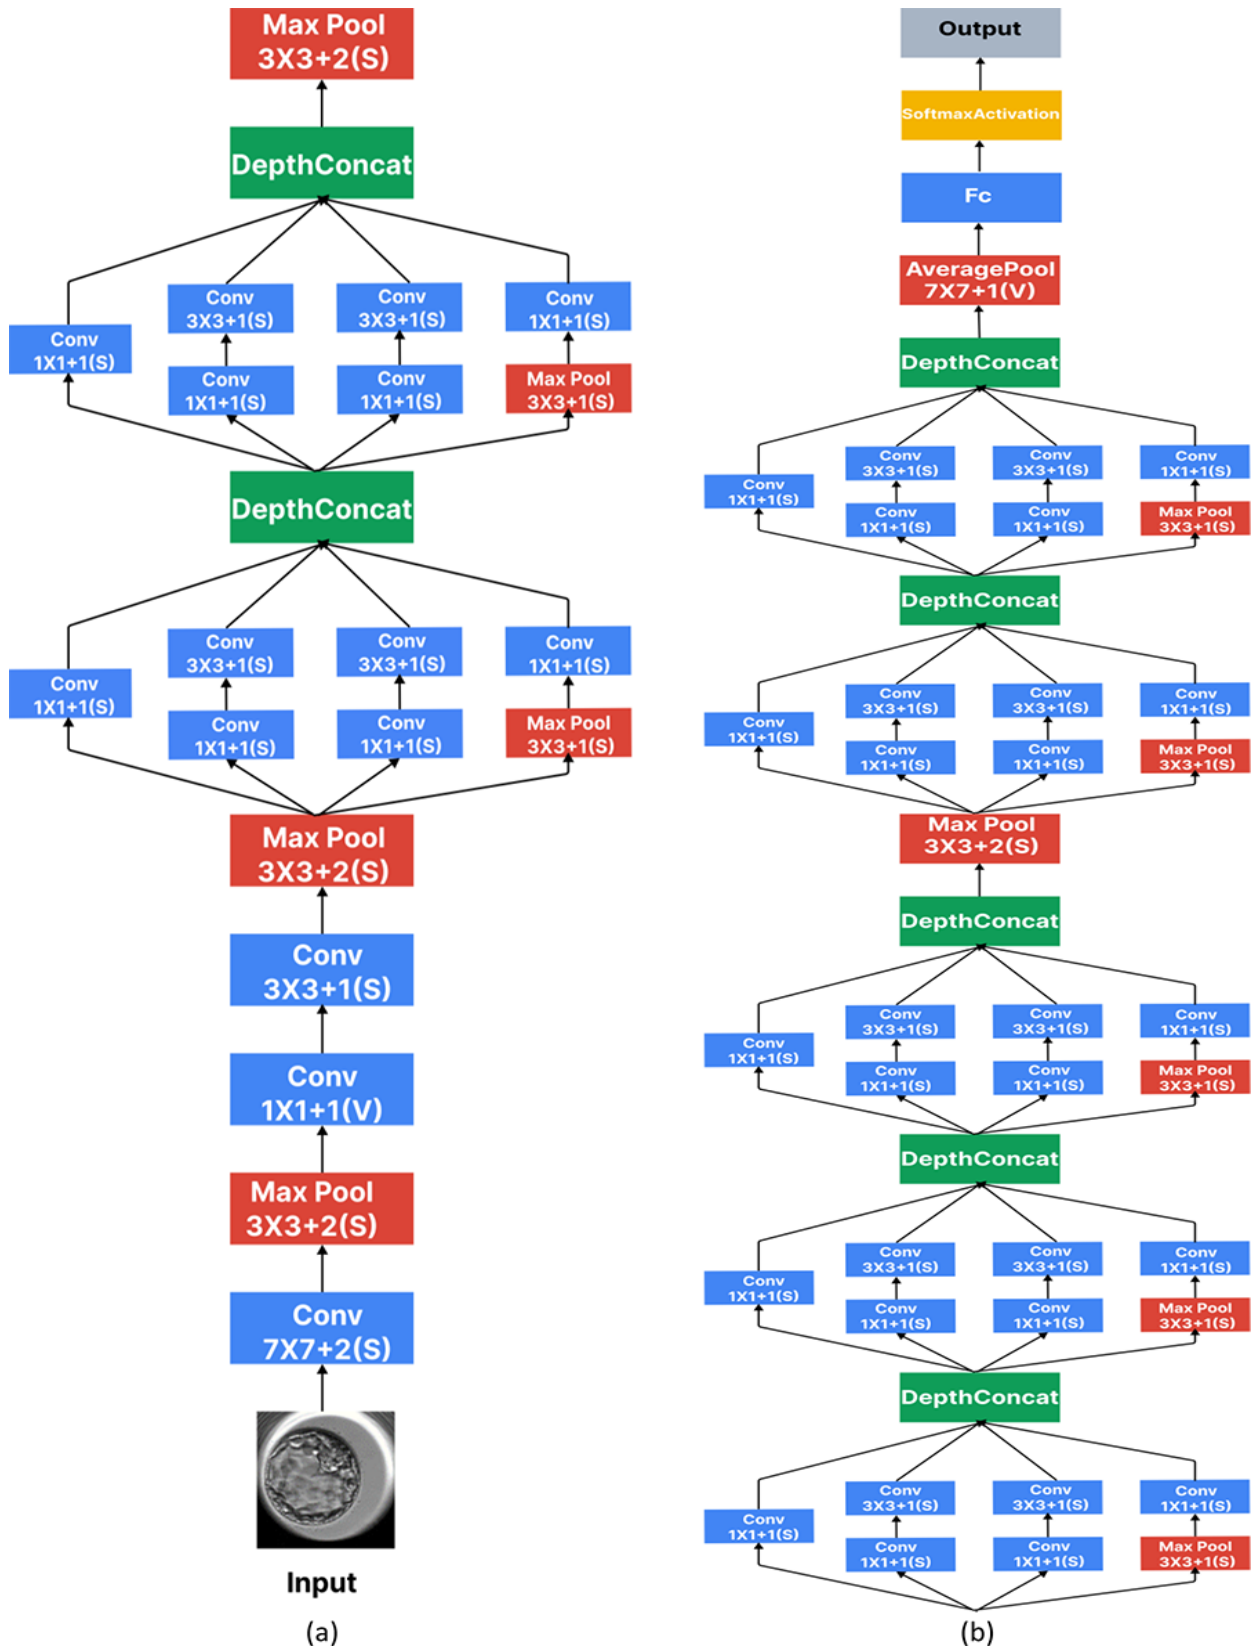 Max Pool
3X3+2(S)
DepthConcat
Conv
3X3+1(S)
Conv
3X3+1(S)
Conv
1X1+1(S)
Conv
1X1+1(S)
Conv
1X1+1(S)
Conv
1X1+1(S)
Max Pool
3X3+1(S)
DepthConcat
Conv
3X3+1(S)
Conv
3X3+1(S)
Conv
1X1+1(S)
Conv
1X1+1(S)
Conv
1X1+1(S)
Conv
1X1+1(S)
Max Pool
3X3+1(S)
Max Pool
3X3+2(S)
Conv
3X3+1(S)
Conv
1X1+1(V)
Max Pool
3X3+2(S)
Conv
7X7+2(S)
Input
(a)
Output
SoftmaxActivation
Fc
AveragePool
7X7+1(V)
DepthConcat
Conv
3X3+1(S)
Conv
3X3+1(S)
Conv
1X1+1(S)
Conv
1X1+1(S)
Conv
1X1+1(S)
Conv
1X1+1(S)
Max Pool
3X3+1(S)
DepthConcat
Conv
3X3+1(S)
Conv
3X3+1(S)
Conv
1X1+1(S)
Conv
1X1+1(S)
Conv
1X1+1(S)
Conv
1X1+1(S)
Max Pool
3X3+1(S)
Max Pool
3X3+2(S)
DepthConcat
Conv
3X3+1(S)
Conv
3X3+1(S)
Conv
1X1+1(S)
Conv
1X1+1(S)
Conv
1X1+1(S)
Conv
1X1+1(S)
Max Pool
3X3+1(S)
DepthConcat
Conv
3X3+1(S)
Conv
3X3+1(S)
Conv
1X1+1(S)
Conv
1X1+1(S)
Conv
1X1+1(S)
Conv
1X1+1(S)
Max Pool
3X3+1(S)
DepthConcat
Conv
3X3+1(S)
Conv
3X3+1(S)
Conv
1X1+1(S)
Conv
1X1+1(S)
Conv
1X1+1(S)
Conv
1X1+1(S)
Max Pool
3X3+1(S)
(b)